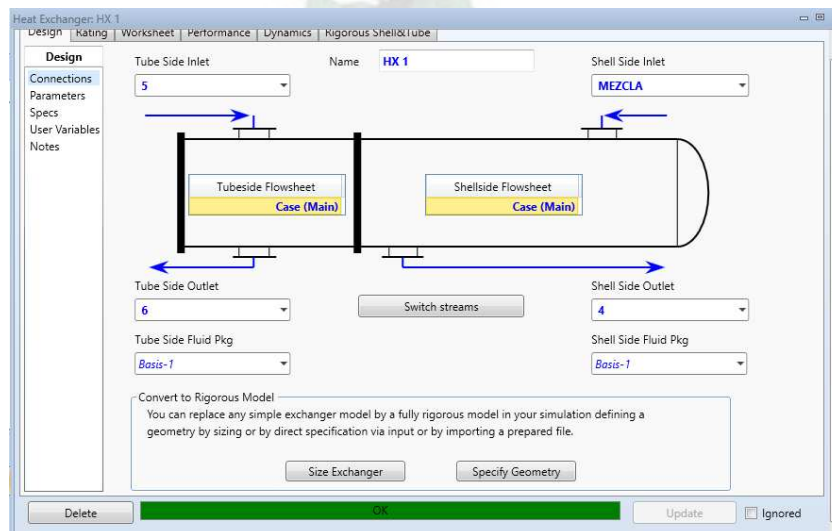 Heat Exchanger: HX 1
Design Rating Worksheet Performance Dynamics Rigorous Shell&Tube
Design
Connections
Parameters
Specs
User Variables
Notes
Tube Side Inlet
5
Name HX 1
Shell Side Inlet
MEZCLA
Tubeside Flowsheet
Case (Main)
Shellside Flowsheet
Case (Main)
Tube Side Outlet
6
Switch streams
Shell Side Outlet
4
Tube Side Fluid Pkg
Basis-1
Shell Side Fluid Pkg
Basis-1
Convert to Rigorous Model
You can replace any simple exchanger model by a fully rigorous model in your simulation defining a
geometry by sizing or by direct specification via input or by importing a prepared file.
Size Exchanger Specify Geometry
Delete OK Update Ignored